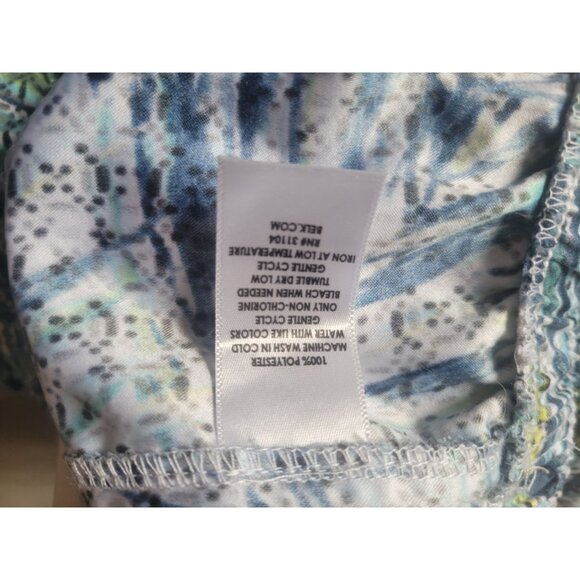 100% POLYESTER
MACHINE WASH IN COLD
WATER WITH LIKE COLORS
GENTLE CYCLE
ONLY NON-CHLORINE
BLEACH WHEN NEEDED
TUMBLE DRY LOW
GENTLE CYCLE
IRON AT LOW TEMPERATURE
RN# 31104
BELK.COM